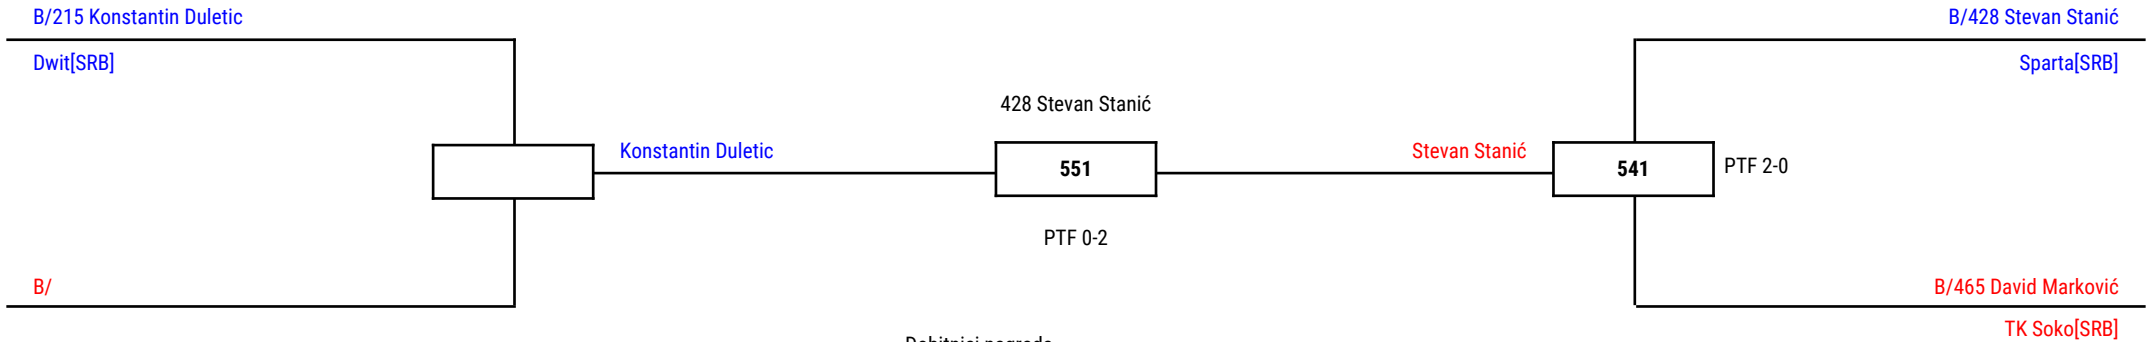 B/215 Konstantin Duletic
B/428 Stevan Stanić
Dwit[SRB]
Sparta[SRB]
428 Stevan Stanić
Konstantin Duletic
551
Stevan Stanić
541
PTF 2-0
PTF 0-2
B/
B/465 David Marković
TK Soko[SRB]